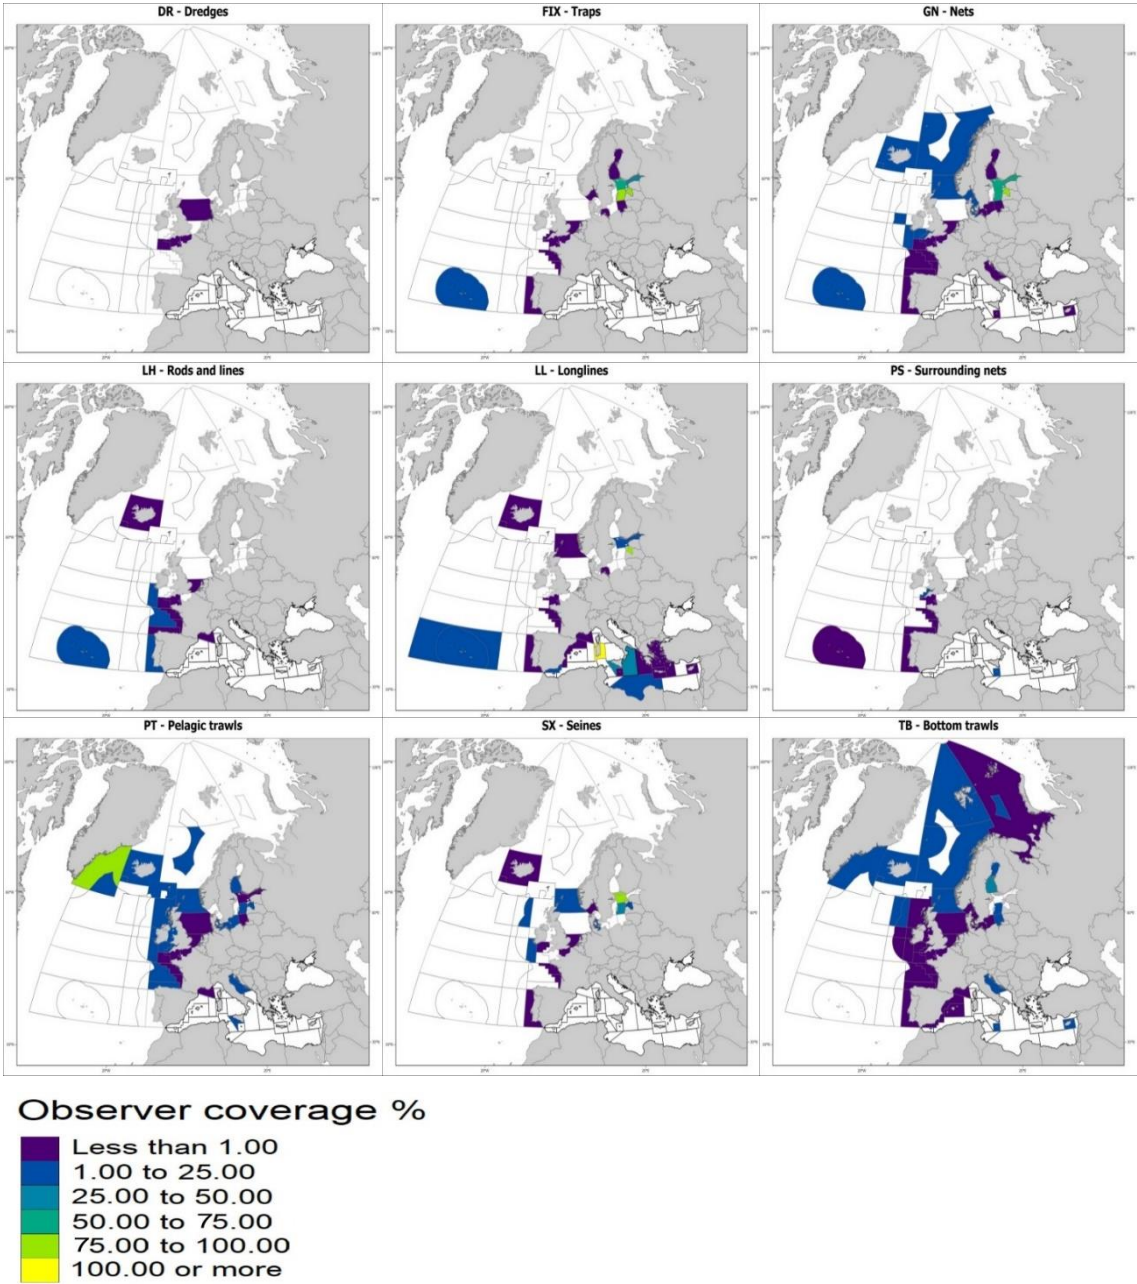 DR - Dredges
FIX - Traps
GN - Nets
LH - Rods and lines
LL - Longlines
PS - Surrounding nets
PT - Pelagic trawls
SX - Seines
TB - Bottom trawls
Observer coverage %
Less than 1.00
1.00 to 25.00
25.00 to 50.00
50.00 to 75.00
75.00 to 100.00
100.00 or more